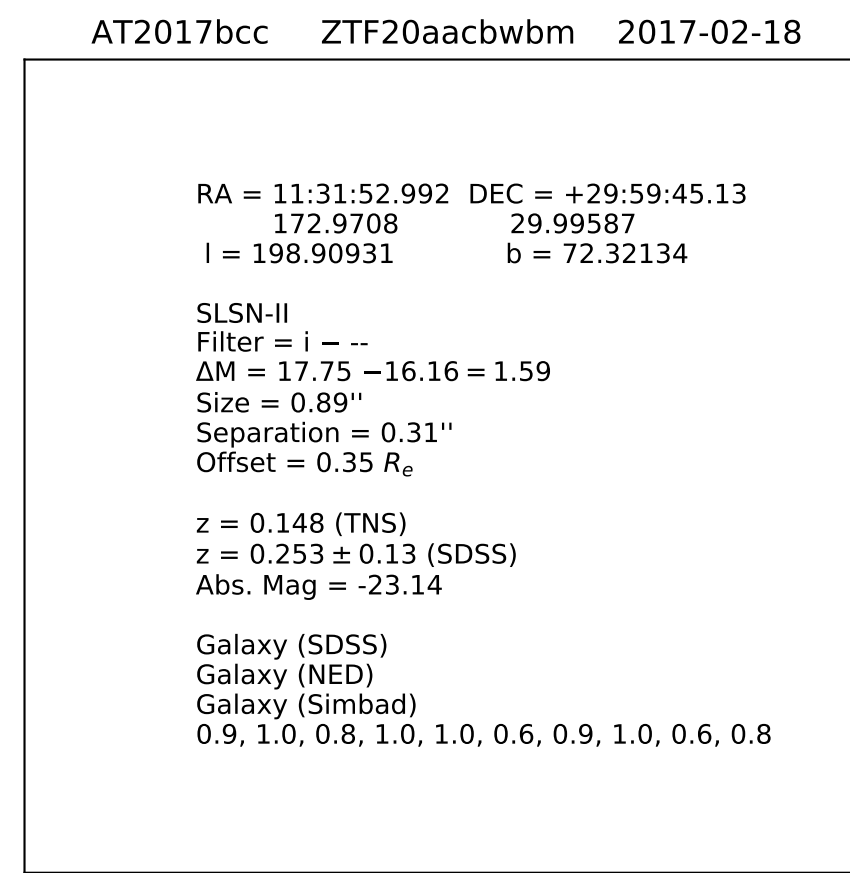 AT2017bcc ZTF20aacbwbm 2017-02-18
RA = 11:31:52.992 DEC = +29:59:45.13
172.9708 29.99587
l = 198.90931 b = 72.32134
SLSN-II
Filter = i − --
ΔM = 17.75 −16.16 = 1.59
Size = 0.89''
Separation = 0.31''
Offset = 0.35 Rₑ
z = 0.148 (TNS)
z = 0.253 ± 0.13 (SDSS)
Abs. Mag = -23.14
Galaxy (SDSS)
Galaxy (NED)
Galaxy (Simbad)
0.9, 1.0, 0.8, 1.0, 1.0, 0.6, 0.9, 1.0, 0.6, 0.8